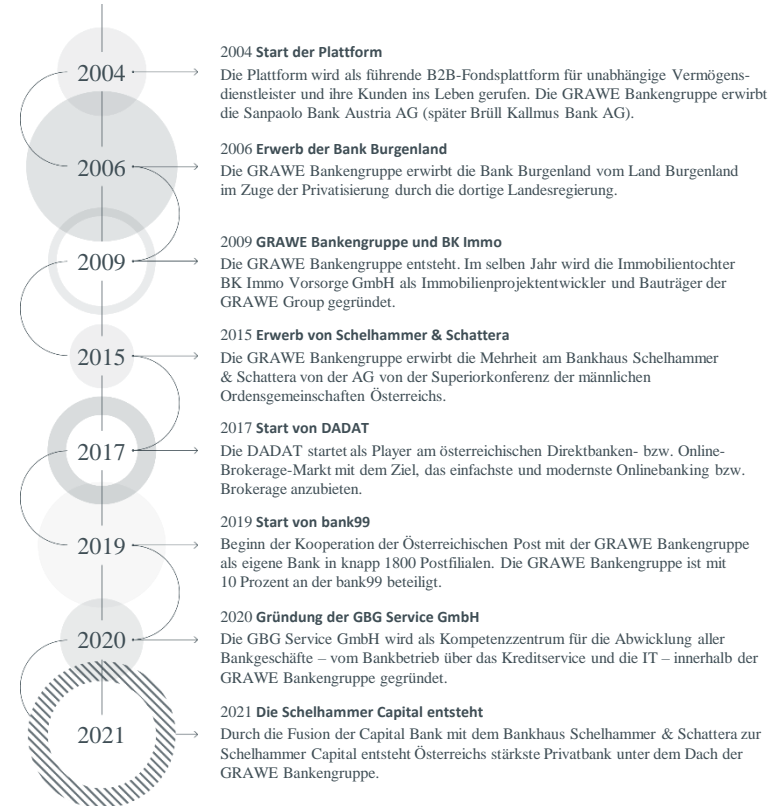 2004
2004 Start der Plattform
Die Plattform wird als führende B2B-Fondsplattform für unabhängige Vermögens-
dienstleister und ihre Kunden ins Leben gerufen. Die GRAWE Bankengruppe erwirbt
die Sanpaolo Bank Austria AG (später Brüll Kallmus Bank AG).
2006
2006 Erwerb der Bank Burgenland
Die GRAWE Bankengruppe erwirbt die Bank Burgenland vom Land Burgenland
im Zuge der Privatisierung durch die dortige Landesregierung.
2009
2009 GRAWE Bankengruppe und BK Immo
Die GRAWE Bankengruppe entsteht. Im selben Jahr wird die Immobilientochter
BK Immo Vorsorge GmbH als Immobilienprojektentwickler und Bauträger der
GRAWE Group gegründet.
2015
2015 Erwerb von Schelhammer & Schattera
Die GRAWE Bankengruppe erwirbt die Mehrheit am Bankhaus Schelhammer
& Schattera von der AG von der Superiorkonferenz der männlichen
Ordensgemeinschaften Österreichs.
2017
2017 Start von DADAT
Die DADAT startet als Player am österreichischen Direktbanken- bzw. Online-
Brokerage-Markt mit dem Ziel, das einfachste und modernste Onlinebanking bzw.
Brokerage anzubieten.
2019
2019 Start von bank99
Beginn der Kooperation der Österreichischen Post mit der GRAWE Bankengruppe
als eigene Bank in knapp 1800 Postfilialen. Die GRAWE Bankengruppe ist mit
10 Prozent an der bank99 beteiligt.
2020
2020 Gründung der GBG Service GmbH
Die GBG Service GmbH wird als Kompetenzzentrum für die Abwicklung aller
Bankgeschäfte – vom Bankbetrieb über das Kreditservice und die IT – innerhalb der
GRAWE Bankengruppe gegründet.
2021
2021 Die Schelhammer Capital entsteht
Durch die Fusion der Capital Bank mit dem Bankhaus Schelhammer & Schattera zur
Schelhammer Capital entsteht Österreichs stärkste Privatbank unter dem Dach der
GRAWE Bankengruppe.